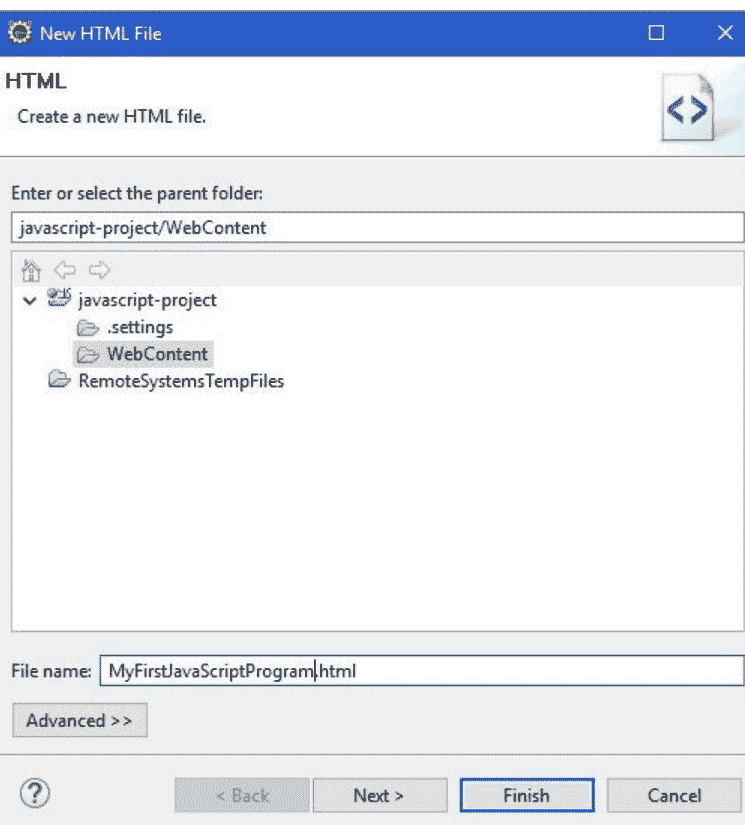 New HTML File
HTML
Create a new HTML file.
Enter or select the parent folder:
javascript-project/WebContent
javascript-project
.settings
WebContent
RemoteSystemsTempFiles
File name: MyFirstJavaScriptProgram.html
Advanced >>
? < Back Next > Finish Cancel